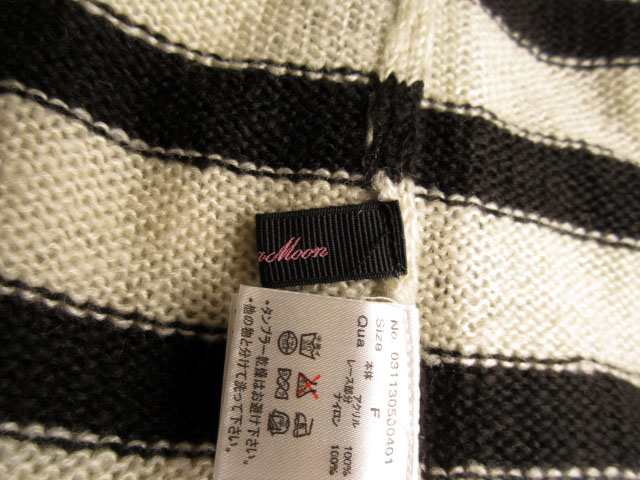 Moon
No 031130500401
Size F
Qua 本体 アクリル 100%
レース部分 ナイロン 100%
*タンブラー乾燥はお避け下さい。
*他の物と分けて洗って下さい。